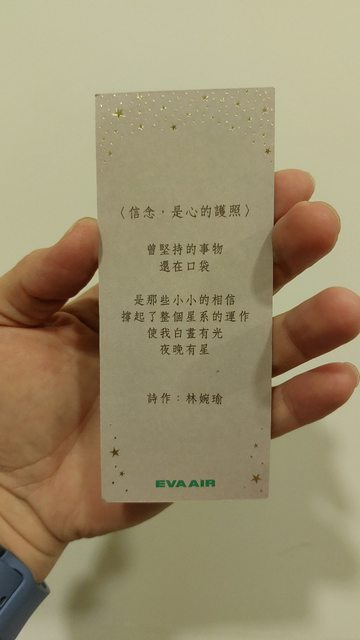 〈信念，是心的護照〉
曾堅持的事物
還在口袋
是那些小小的相信
撐起了整個星系的運作
使我白晝有光
夜晚有星
詩作：林婉瑜
EVA AIR